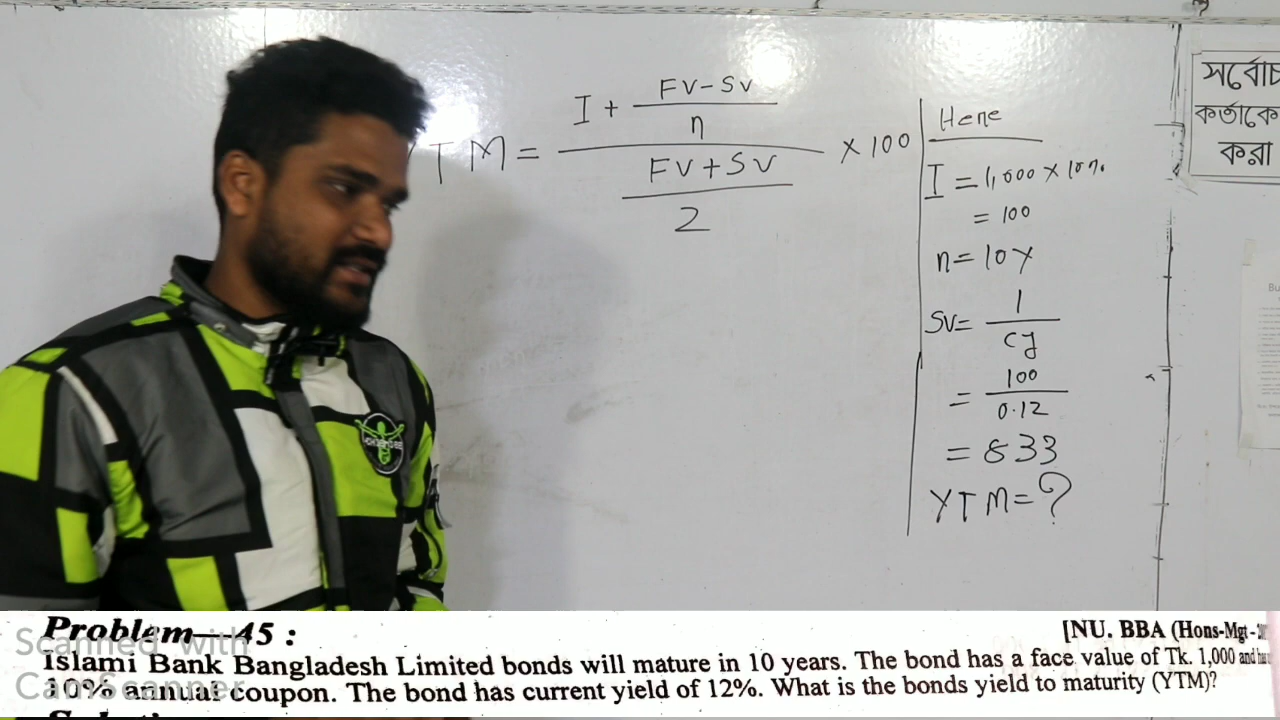 YTM = I + FV-SV / n / FV+SV / 2 × 100
Here
I = 1,000 × 10%
= 100
n = 10Y
SV = I / cy
= 100 / 0.12
= 833
YTM = ?
সর্বোচ
কর্তাকে
করা
Problem—45 :
[NU. BBA (Hons-Mgt-
Islami Bank Bangladesh Limited bonds will mature in 10 years. The bond has a face value of Tk. 1,000 and
10% annual coupon. The bond has current yield of 12%. What is the bonds yield to maturity (YTM)?
Scanned with
CamScanner